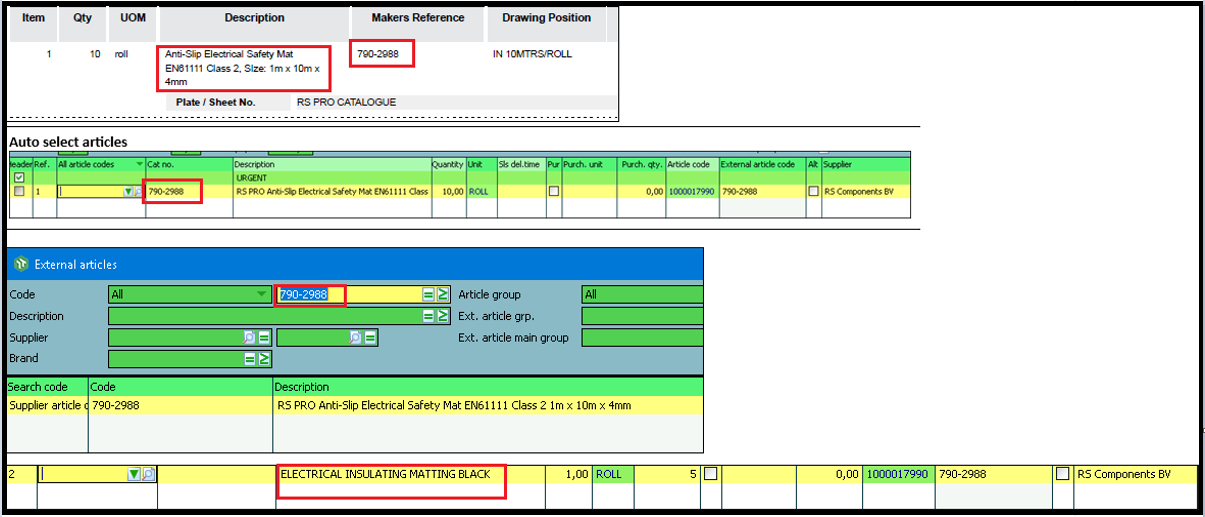 Item Qty UOM Description Makers Reference Drawing Position
1 10 roll Anti-Slip Electrical Safety Mat 790-2988 IN 10MTRS/ROLL
EN61111 Class 2, Size: 1m x 10m x
4mm
Plate / Sheet No. RS PRO CATALOGUE
Auto select articles
Header Ref. All article codes Cat no. Description Quantity Unit Sls del.time Pur Purch. unit Purch. qty. Article code External article code Alt Supplier
URGENT
1 790-2988 RS PRO Anti-Slip Electrical Safety Mat EN61111 Class 10,00 ROLL 0,00 1000017990 790-2988 RS Components BV
External articles
Code All 790-2988 Article group All
Description Ext. article grp.
Supplier Ext. article main group
Brand
Search code Code Description
Supplier article c 790-2988 RS PRO Anti-Slip Electrical Safety Mat EN61111 Class 2 1m x 10m x 4mm
2 ELECTRICAL INSULATING MATTING BLACK 1,00 ROLL 5 0,00 1000017990 790-2988 RS Components BV